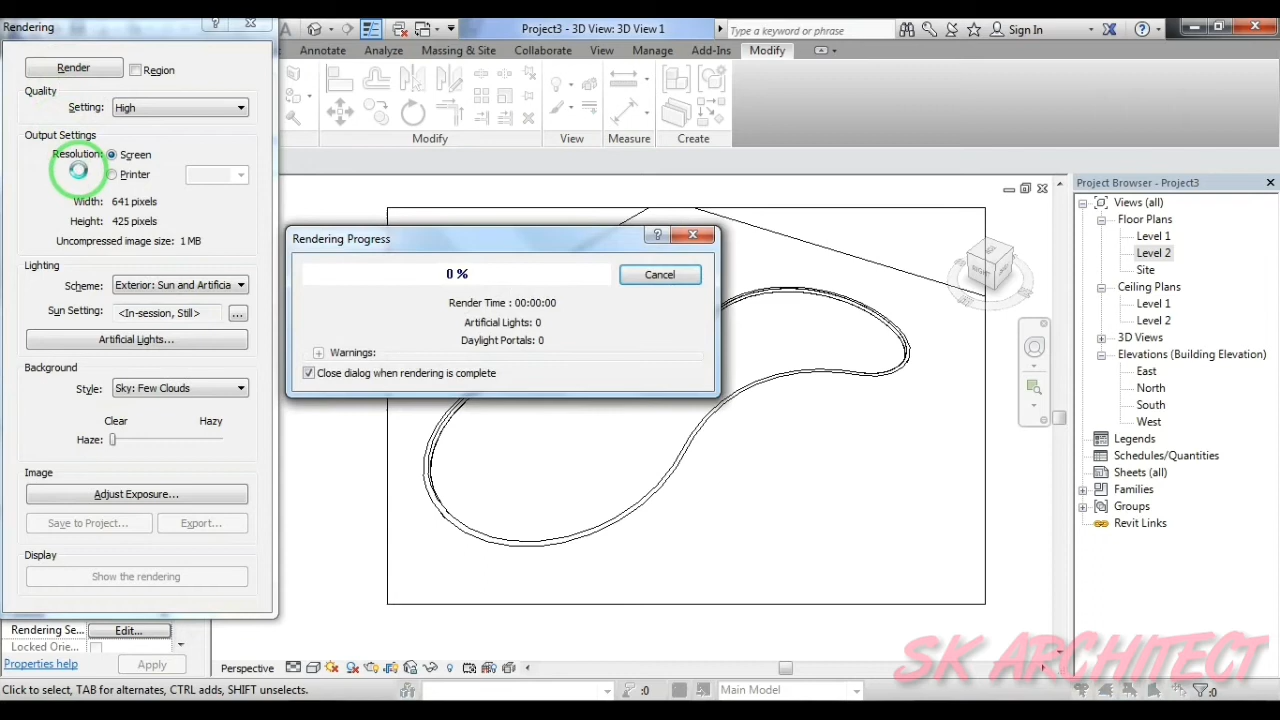 Rendering
Project3 - 3D View: 3D View 1
Type a keyword or phrase
Sign In
Annotate
Analyze
Massing & Site
Collaborate
View
Manage
Add-Ins
Modify
Render
Region
Quality
Setting:
High
Output Settings
Resolution:
Screen
Printer
Width:
641 pixels
Height:
425 pixels
Uncompressed image size: 1 MB
Lighting
Scheme:
Exterior: Sun and Artificia
Sun Setting:
<In-session, Still>
...
Artificial Lights...
Background
Style:
Sky: Few Clouds
Clear
Hazy
Haze:
Image
Adjust Exposure...
Save to Project...
Export...
Display
Show the rendering
Rendering Se...
Edit...
Locked Orie...
Properties help
Apply
Modify
View
Measure
Create
Rendering Progress
0 %
Cancel
Render Time : 00:00:00
Artificial Lights: 0
Daylight Portals: 0
Warnings:
Close dialog when rendering is complete
RIGHT
Project Browser - Project3
Views (all)
Floor Plans
Level 1
Level 2
Site
Ceiling Plans
Level 1
Level 2
3D Views
Elevations (Building Elevation)
East
North
South
West
Legends
Schedules/Quantities
Sheets (all)
Families
Groups
Revit Links
Perspective
SK ARCHITECT
Click to select, TAB for alternates, CTRL adds, SHIFT unselects.
:0
Main Model
:0